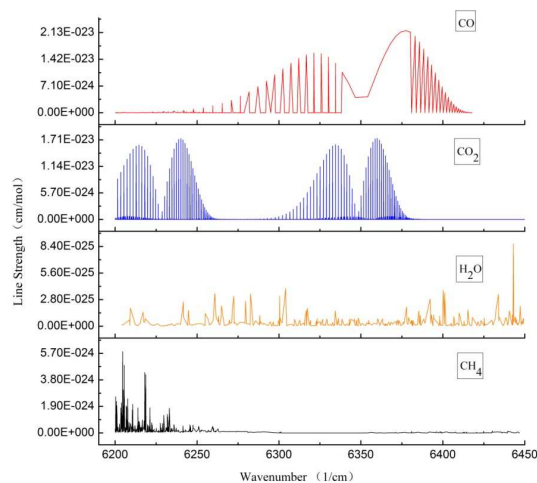 CO
2.13E-023
1.42E-023
7.10E-024
0.00E+000
CO2
1.71E-023
1.14E-023
5.70E-024
0.00E+000
H2O
8.40E-025
5.60E-025
2.80E-025
0.00E+000
CH4
5.70E-024
3.80E-024
1.90E-024
0.00E+000
Line Strength（cm/mol）
6200 6250 6300 6350 6400 6450
Wavenumber （1/cm）